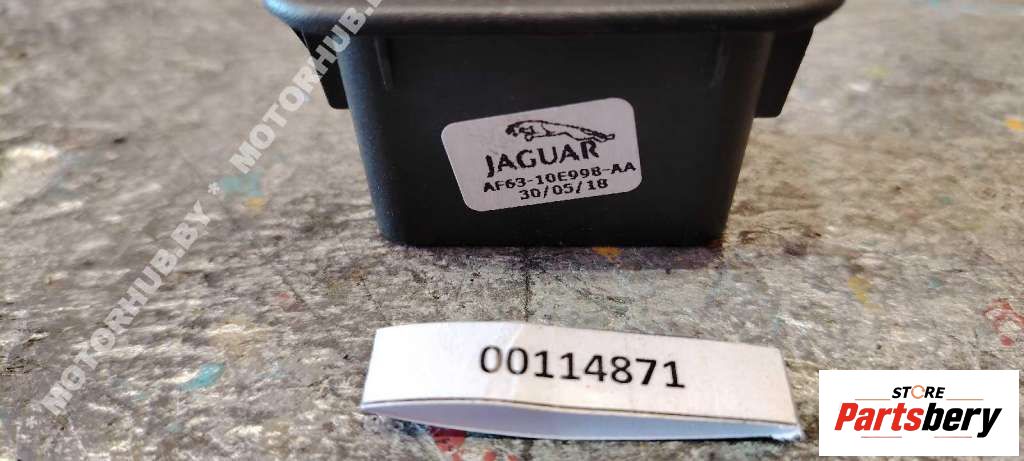 MOTORHUB.BY * MOTORHUB.BY
JAGUAR
AF63-10E998-AA
30/05/18
00114871
STORE
Partsbery